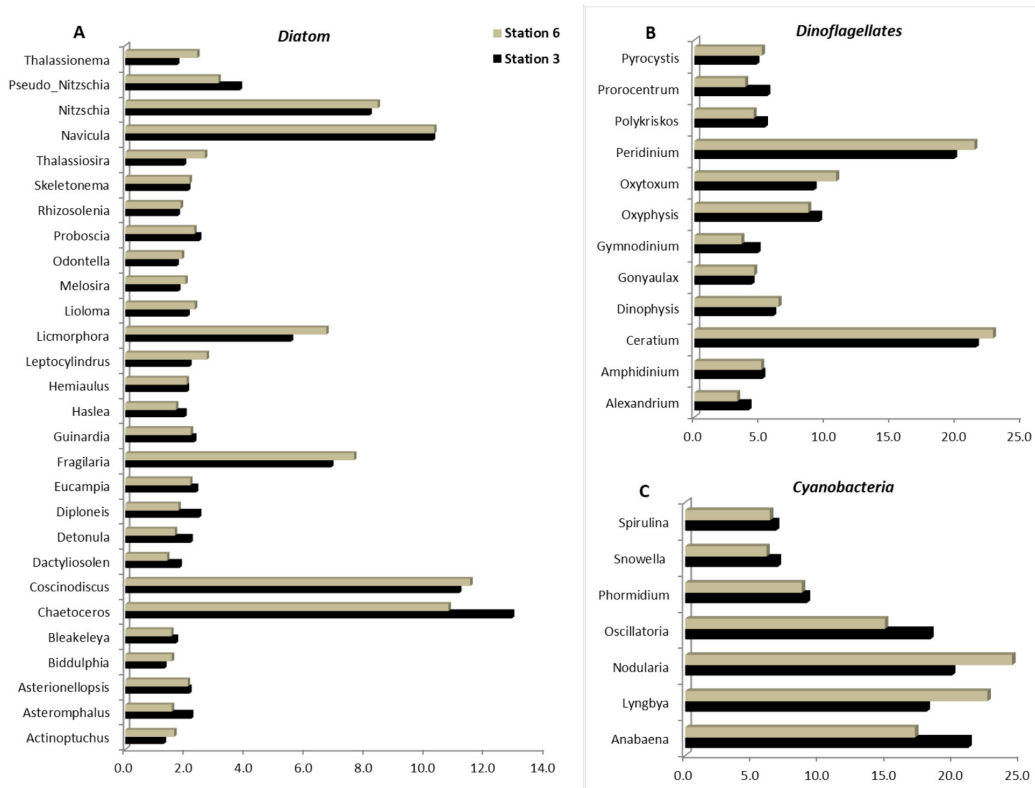 A
Diatom
Station 6
Station 3
Thalassionema
Pseudo_Nitzschia
Nitzschia
Navicula
Thalassiosira
Skeletonema
Rhizosolenia
Proboscia
Odontella
Melosira
Lioloma
Licmorphora
Leptocylindrus
Hemiaulus
Haslea
Guinardia
Fragilaria
Eucampia
Diploneis
Detonula
Dactyliosolen
Coscinodiscus
Chaetoceros
Bleakeleya
Biddulphia
Asterionellopsis
Asteromphalus
Actinoptuchus
0.0 2.0 4.0 6.0 8.0 10.0 12.0 14.0
B
Dinoflagellates
Pyrocystis
Prorocentrum
Polykriskos
Peridinium
Oxytoxum
Oxyphysis
Gymnodinium
Gonyaulax
Dinophysis
Ceratium
Amphidinium
Alexandrium
0.0 5.0 10.0 15.0 20.0 25.0
C
Cyanobacteria
Spirulina
Snowella
Phormidium
Oscillatoria
Nodularia
Lyngbya
Anabaena
0.0 5.0 10.0 15.0 20.0 25.0